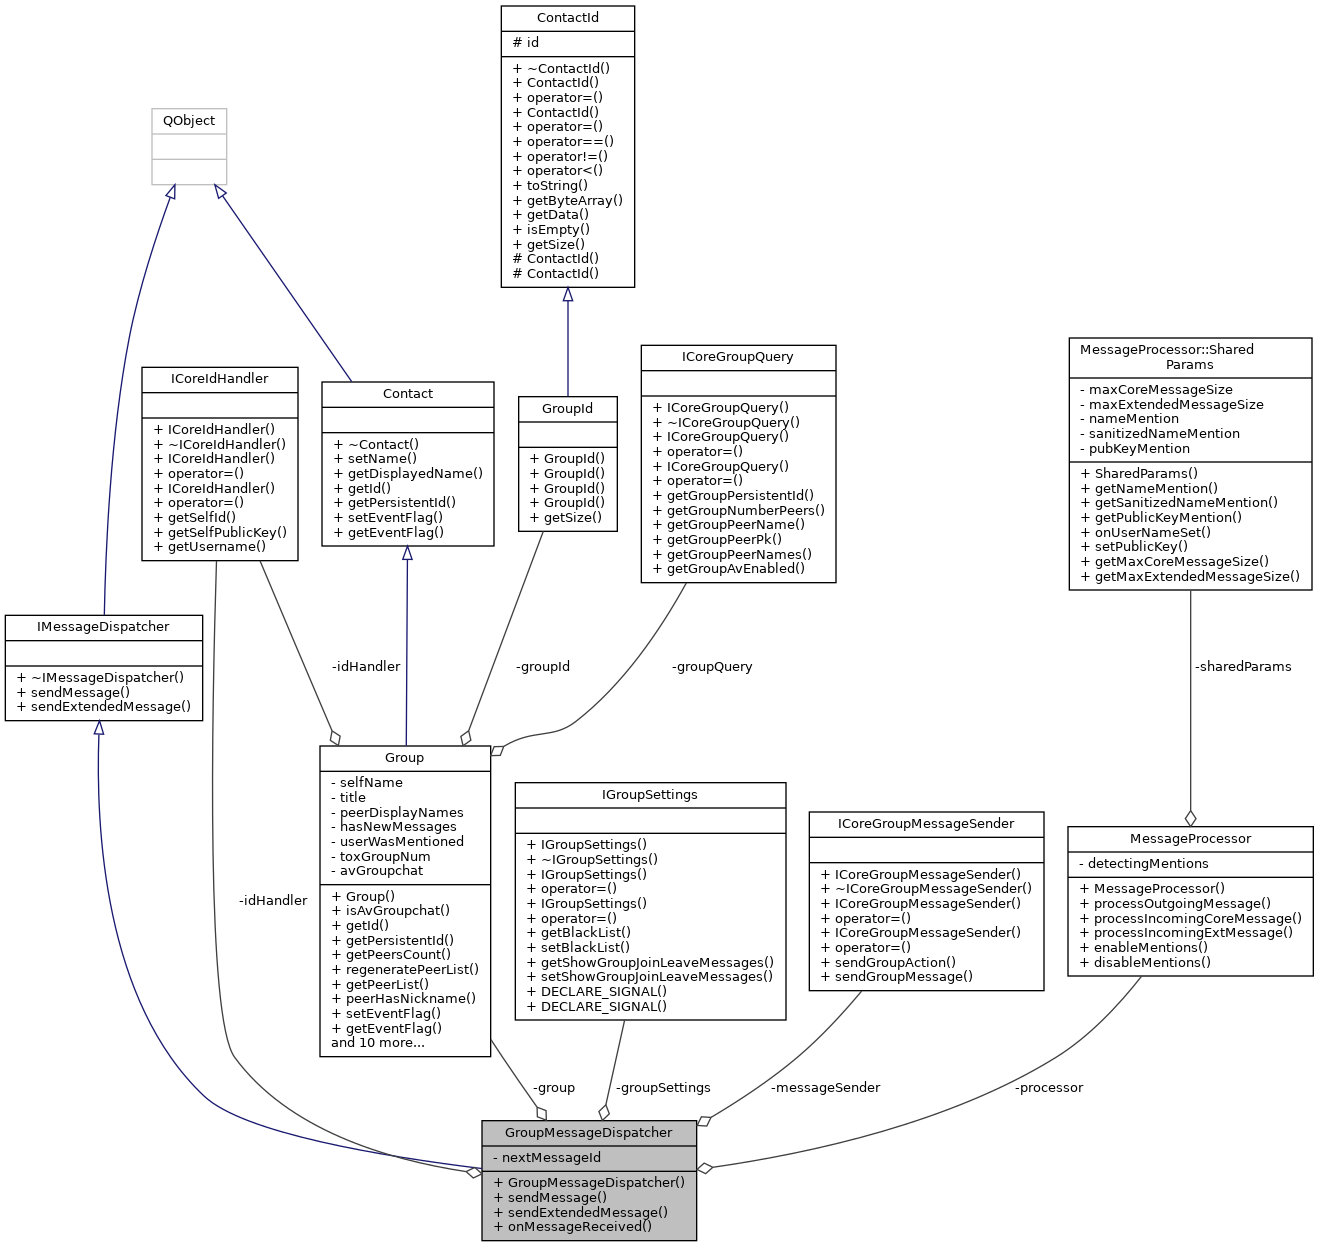 ContactId
# id
+ ~ContactId()
+ ContactId()
+ operator=()
+ ContactId()
+ operator=()
+ operator==()
+ operator!=()
+ operator<()
+ toString()
+ getByteArray()
+ getData()
+ isEmpty()
+ getSize()
# ContactId()
# ContactId()
QObject
ICoreIdHandler
+ ICoreIdHandler()
+ ~ICoreIdHandler()
+ ICoreIdHandler()
+ operator=()
+ ICoreIdHandler()
+ operator=()
+ getSelfId()
+ getSelfPublicKey()
+ getUsername()
Contact
+ ~Contact()
+ setName()
+ getDisplayedName()
+ getId()
+ getPersistentId()
+ setEventFlag()
+ getEventFlag()
GroupId
+ GroupId()
+ GroupId()
+ GroupId()
+ GroupId()
+ getSize()
ICoreGroupQuery
+ ICoreGroupQuery()
+ ~ICoreGroupQuery()
+ ICoreGroupQuery()
+ operator=()
+ ICoreGroupQuery()
+ operator=()
+ getGroupPersistentId()
+ getGroupNumberPeers()
+ getGroupPeerName()
+ getGroupPeerPk()
+ getGroupPeerNames()
+ getGroupAvEnabled()
MessageProcessor::Shared
Params
- maxCoreMessageSize
- maxExtendedMessageSize
- nameMention
- sanitizedNameMention
- pubKeyMention
+ SharedParams()
+ getNameMention()
+ getSanitizedNameMention()
+ getPublicKeyMention()
+ onUserNameSet()
+ setPublicKey()
+ getMaxCoreMessageSize()
+ getMaxExtendedMessageSize()
IMessageDispatcher
+ ~IMessageDispatcher()
+ sendMessage()
+ sendExtendedMessage()
-idHandler
-groupId
-groupQuery
-sharedParams
Group
- selfName
- title
- peerDisplayNames
- hasNewMessages
- userWasMentioned
- toxGroupNum
- avGroupchat
+ Group()
+ isAvGroupchat()
+ getId()
+ getPersistentId()
+ getPeersCount()
+ regeneratePeerList()
+ getPeerList()
+ peerHasNickname()
+ setEventFlag()
+ getEventFlag()
and 10 more...
IGroupSettings
+ IGroupSettings()
+ ~IGroupSettings()
+ IGroupSettings()
+ operator=()
+ IGroupSettings()
+ operator=()
+ getBlackList()
+ setBlackList()
+ getShowGroupJoinLeaveMessages()
+ setShowGroupJoinLeaveMessages()
+ DECLARE_SIGNAL()
+ DECLARE_SIGNAL()
ICoreGroupMessageSender
+ ICoreGroupMessageSender()
+ ~ICoreGroupMessageSender()
+ ICoreGroupMessageSender()
+ operator=()
+ ICoreGroupMessageSender()
+ operator=()
+ sendGroupAction()
+ sendGroupMessage()
MessageProcessor
- detectingMentions
+ MessageProcessor()
+ processOutgoingMessage()
+ processIncomingCoreMessage()
+ processIncomingExtMessage()
+ enableMentions()
+ disableMentions()
-idHandler
-group
-groupSettings
-messageSender
-processor
GroupMessageDispatcher
- nextMessageId
+ GroupMessageDispatcher()
+ sendMessage()
+ sendExtendedMessage()
+ onMessageReceived()